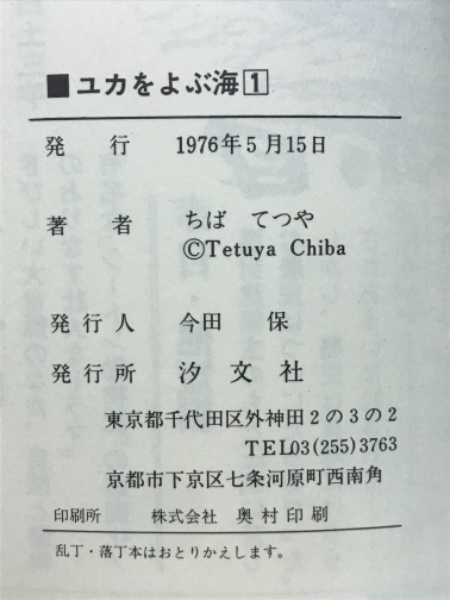 ■ユカをよぶ海1
発行 1976年5月15日
著者 ちば てつや
©Tetuya Chiba
発行人 今田 保
発行所 汐文社
東京都千代田区外神田2の3の2
TEL03(255)3763
京都市下京区七条河原町西南角
印刷所 株式会社 奥村印刷
乱丁・落丁本はおとりかえします。